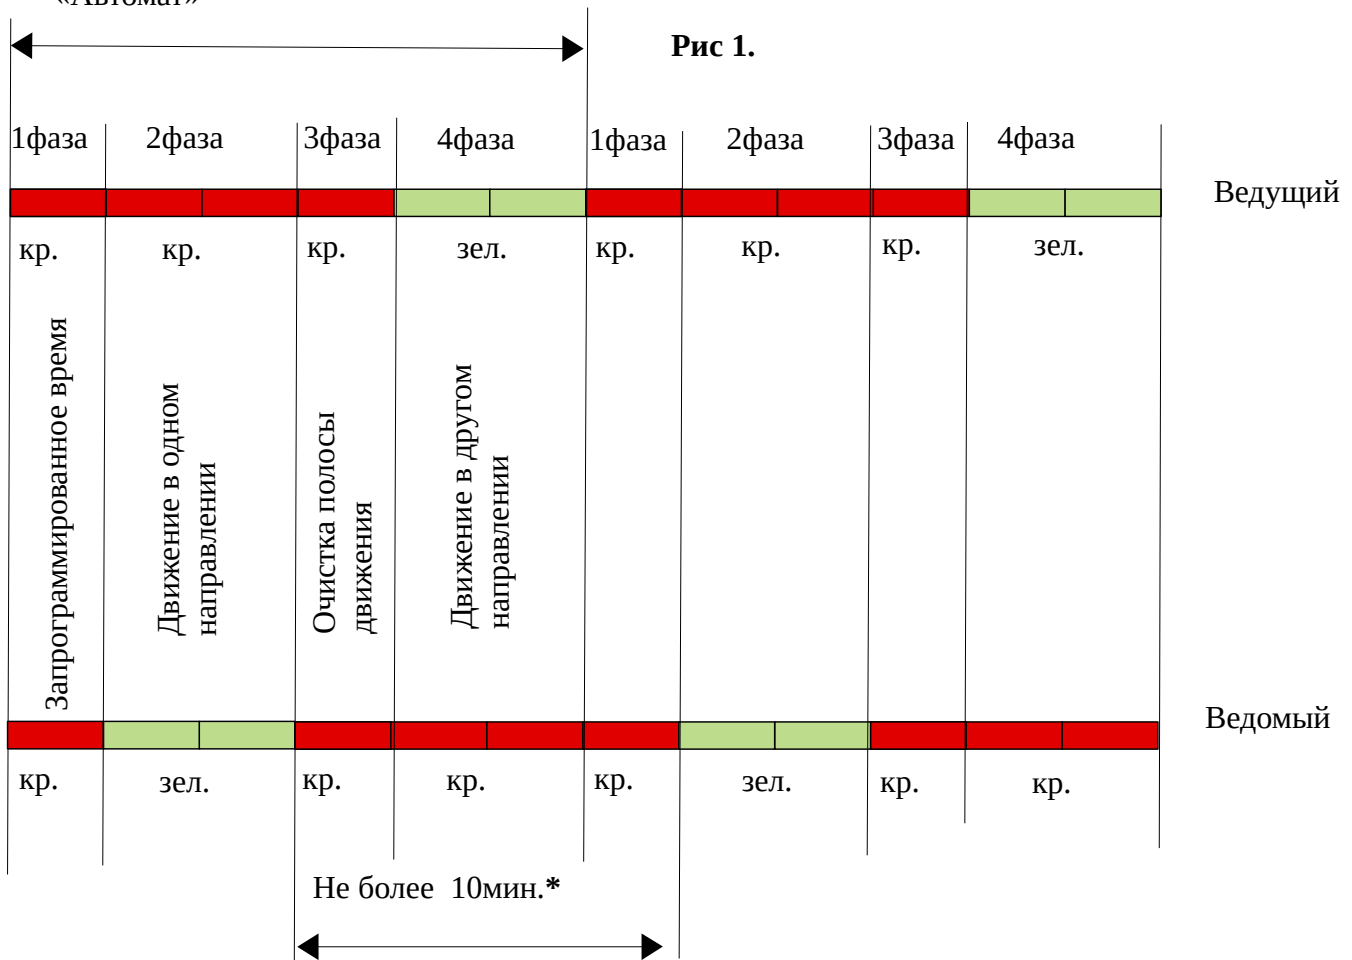 «Автомат»
Рис 1.
1фаза 2фаза 3фаза 4фаза 1фаза 2фаза 3фаза 4фаза
Ведущий
кр. кр. кр. зел. кр. кр. кр. зел.
Запрограммированное время
Движение в одном
направлении
Очистка полосы
движения
Движение в другом
направлении
Ведомый
кр. зел. кр. кр. кр. зел. кр. кр.
Не более 10мин.*